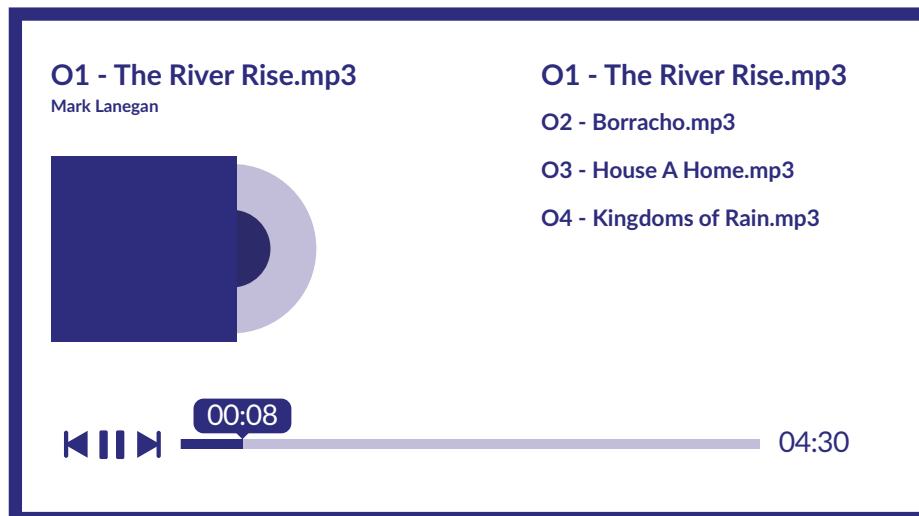 O1 - The River Rise.mp3
Mark Lanegan
O1 - The River Rise.mp3
O2 - Borracho.mp3
O3 - House A Home.mp3
O4 - Kingdoms of Rain.mp3
00:08
04:30